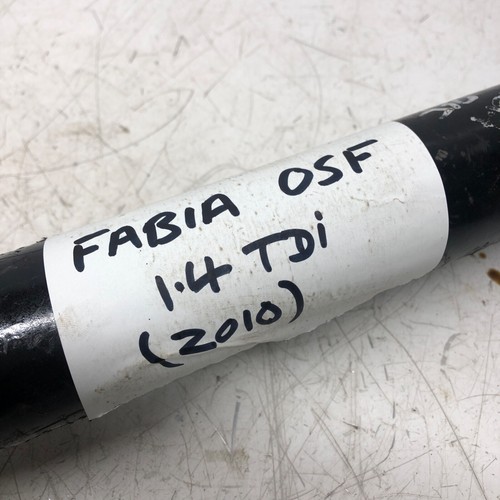 FABIA OSF
1.4 TDi
(2010)